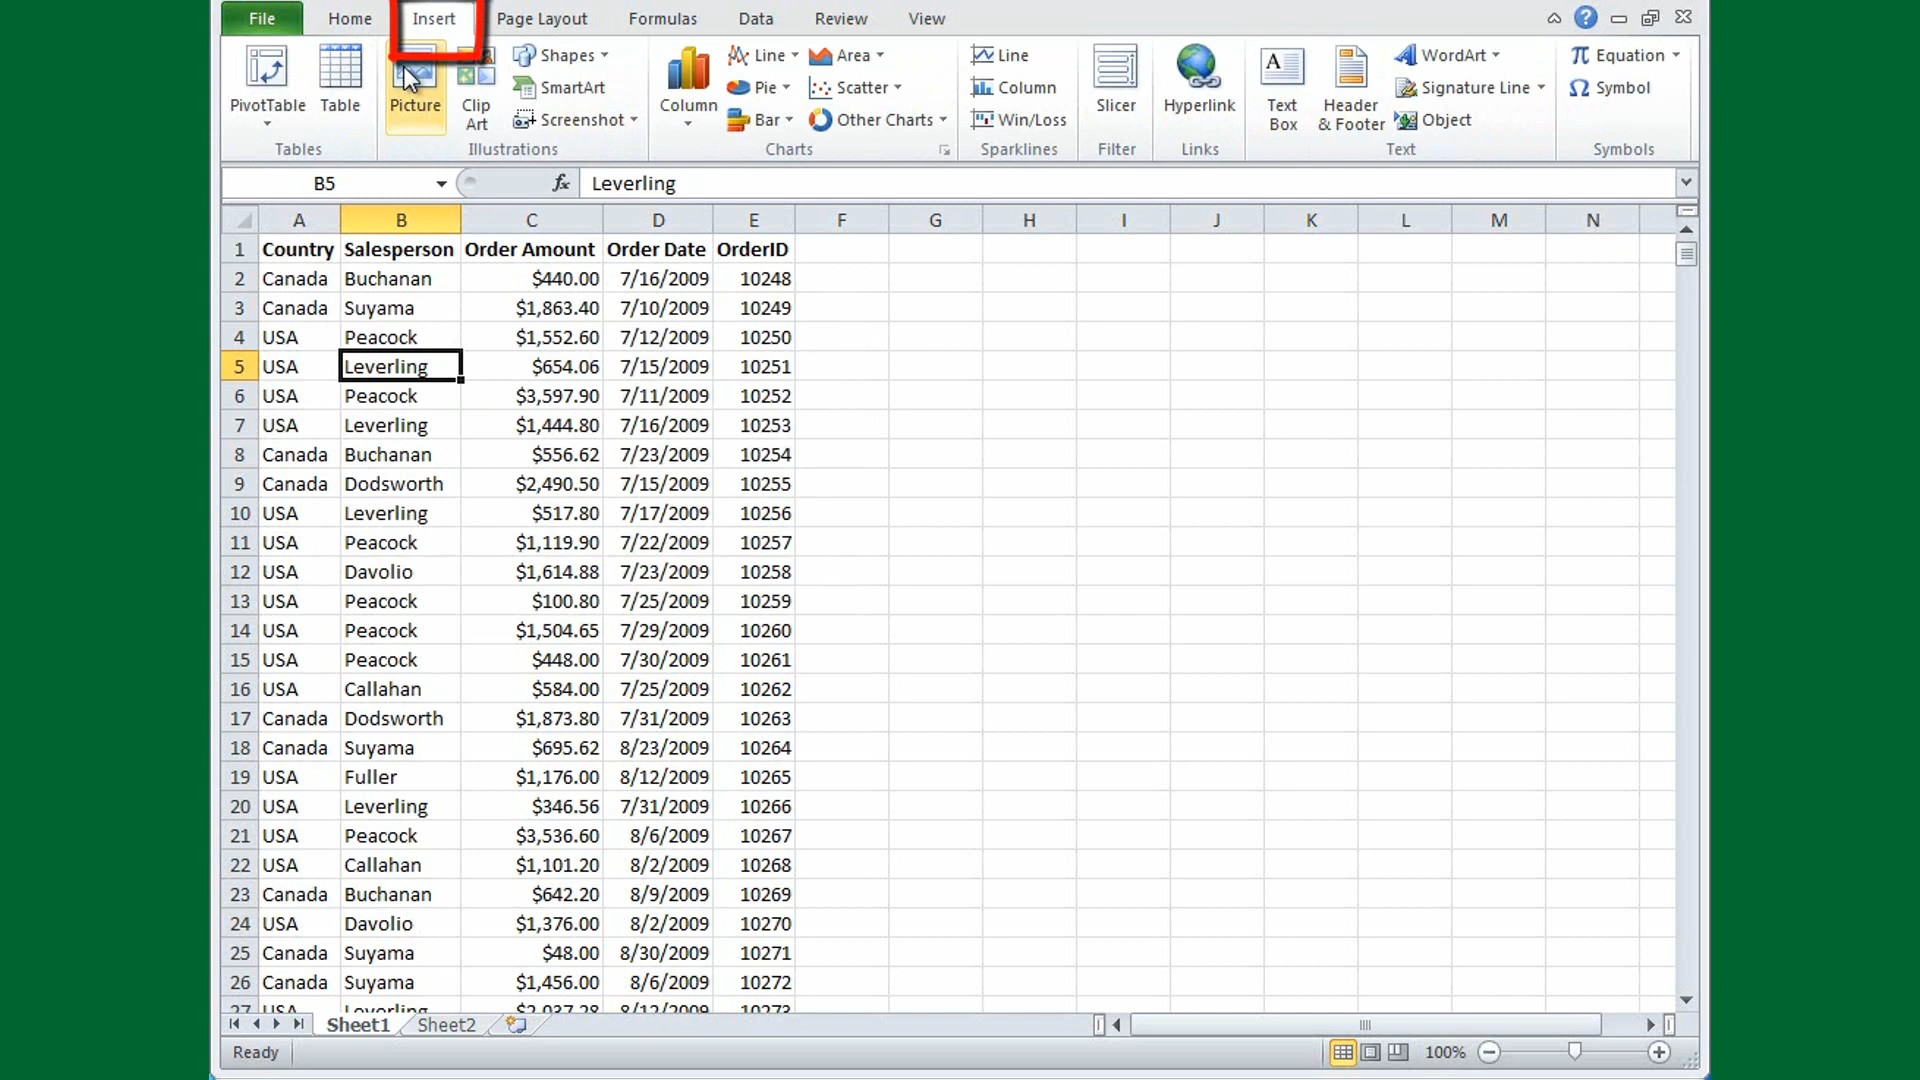 File Home Insert Page Layout Formulas Data Review View
PivotTable Table Picture Clip Art Shapes SmartArt Screenshot Column Line Pie Bar Area Scatter Other Charts Line Column Win/Loss Slicer Hyperlink Text Box Header & Footer WordArt Signature Line Object Equation Symbol
Tables Illustrations Charts Sparklines Filter Links Text Symbols
B5 fx Leverling
A B C D E F G H I J K L M N
1 Country Salesperson Order Amount Order Date OrderID
2 Canada Buchanan $440.00 7/16/2009 10248
3 Canada Suyama $1,863.40 7/10/2009 10249
4 USA Peacock $1,552.60 7/12/2009 10250
5 USA Leverling $654.06 7/15/2009 10251
6 USA Peacock $3,597.90 7/11/2009 10252
7 USA Leverling $1,444.80 7/16/2009 10253
8 Canada Buchanan $556.62 7/23/2009 10254
9 Canada Dodsworth $2,490.50 7/15/2009 10255
10 USA Leverling $517.80 7/17/2009 10256
11 USA Peacock $1,119.90 7/22/2009 10257
12 USA Davolio $1,614.88 7/23/2009 10258
13 USA Peacock $100.80 7/25/2009 10259
14 USA Peacock $1,504.65 7/29/2009 10260
15 USA Peacock $448.00 7/30/2009 10261
16 USA Callahan $584.00 7/25/2009 10262
17 Canada Dodsworth $1,873.80 7/31/2009 10263
18 Canada Suyama $695.62 8/23/2009 10264
19 USA Fuller $1,176.00 8/12/2009 10265
20 USA Leverling $346.56 7/31/2009 10266
21 USA Peacock $3,536.60 8/6/2009 10267
22 USA Callahan $1,101.20 8/2/2009 10268
23 Canada Buchanan $642.20 8/9/2009 10269
24 USA Davolio $1,376.00 8/2/2009 10270
25 Canada Suyama $48.00 8/30/2009 10271
26 Canada Suyama $1,456.00 8/6/2009 10272
27 USA Leverling $2,037.28 8/12/2009 10273
Sheet1 Sheet2
Ready 100%